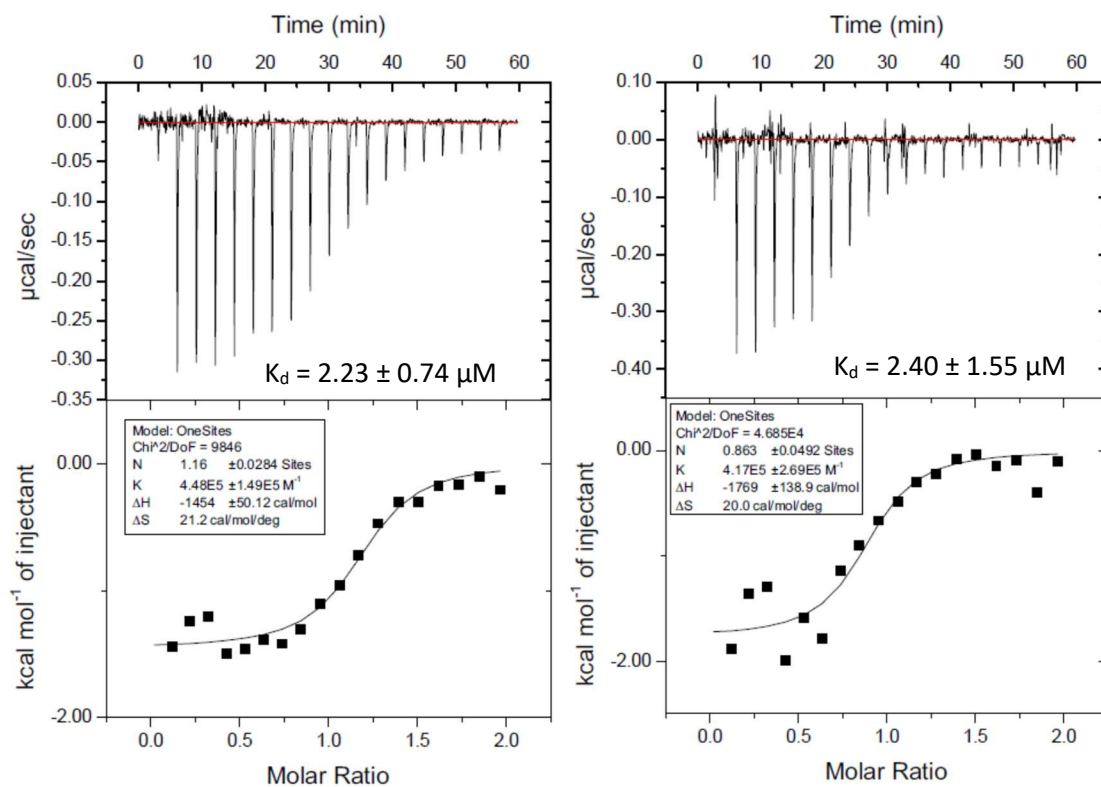 Time (min)
0 10 20 30 40 50 60
0.05
0.00
-0.05
-0.10
-0.15
-0.20
-0.25
-0.30
-0.35
µcal/sec
Kd = 2.23 ± 0.74 µM
Model: OneSites
Chi^2/DoF = 9846
N 1.16 ±0.0284 Sites
K 4.48E5 ±1.49E5 M⁻¹
ΔH -1454 ±50.12 cal/mol
ΔS 21.2 cal/mol/deg
0.00
-2.00
kcal mol⁻¹ of injectant
0.0 0.5 1.0 1.5 2.0
Molar Ratio
Time (min)
0 10 20 30 40 50 60
0.10
0.00
-0.10
-0.20
-0.30
-0.40
µcal/sec
Kd = 2.40 ± 1.55 µM
Model: OneSites
Chi^2/DoF = 4.685E4
N 0.863 ±0.0492 Sites
K 4.17E5 ±2.69E5 M⁻¹
ΔH -1769 ±138.9 cal/mol
ΔS 20.0 cal/mol/deg
0.00
-2.00
kcal mol⁻¹ of injectant
0.0 0.5 1.0 1.5 2.0
Molar Ratio